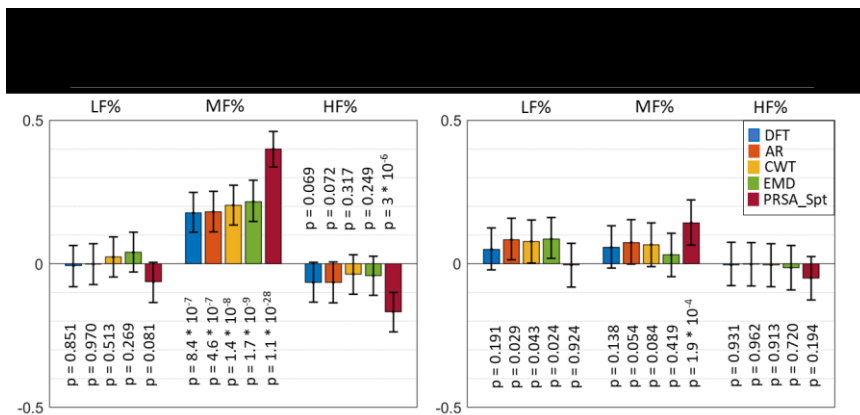 LF% MF% HF%
0.5
0
-0.5
p = 0.851
p = 0.970
p = 0.513
p = 0.269
p = 0.081
p = 8.4 * 10-7
p = 4.6 * 10-7
p = 1.4 * 10-8
p = 1.7 * 10-9
p = 1.1 * 10-28
p = 0.069
p = 0.072
p = 0.317
p = 0.249
p = 3 * 10-6
LF% MF% HF%
0.5
0
-0.5
DFT
AR
CWT
EMD
PRSA_Spt
p = 0.191
p = 0.029
p = 0.043
p = 0.024
p = 0.924
p = 0.138
p = 0.054
p = 0.084
p = 0.419
p = 1.9 * 10-4
p = 0.931
p = 0.962
p = 0.913
p = 0.720
p = 0.194